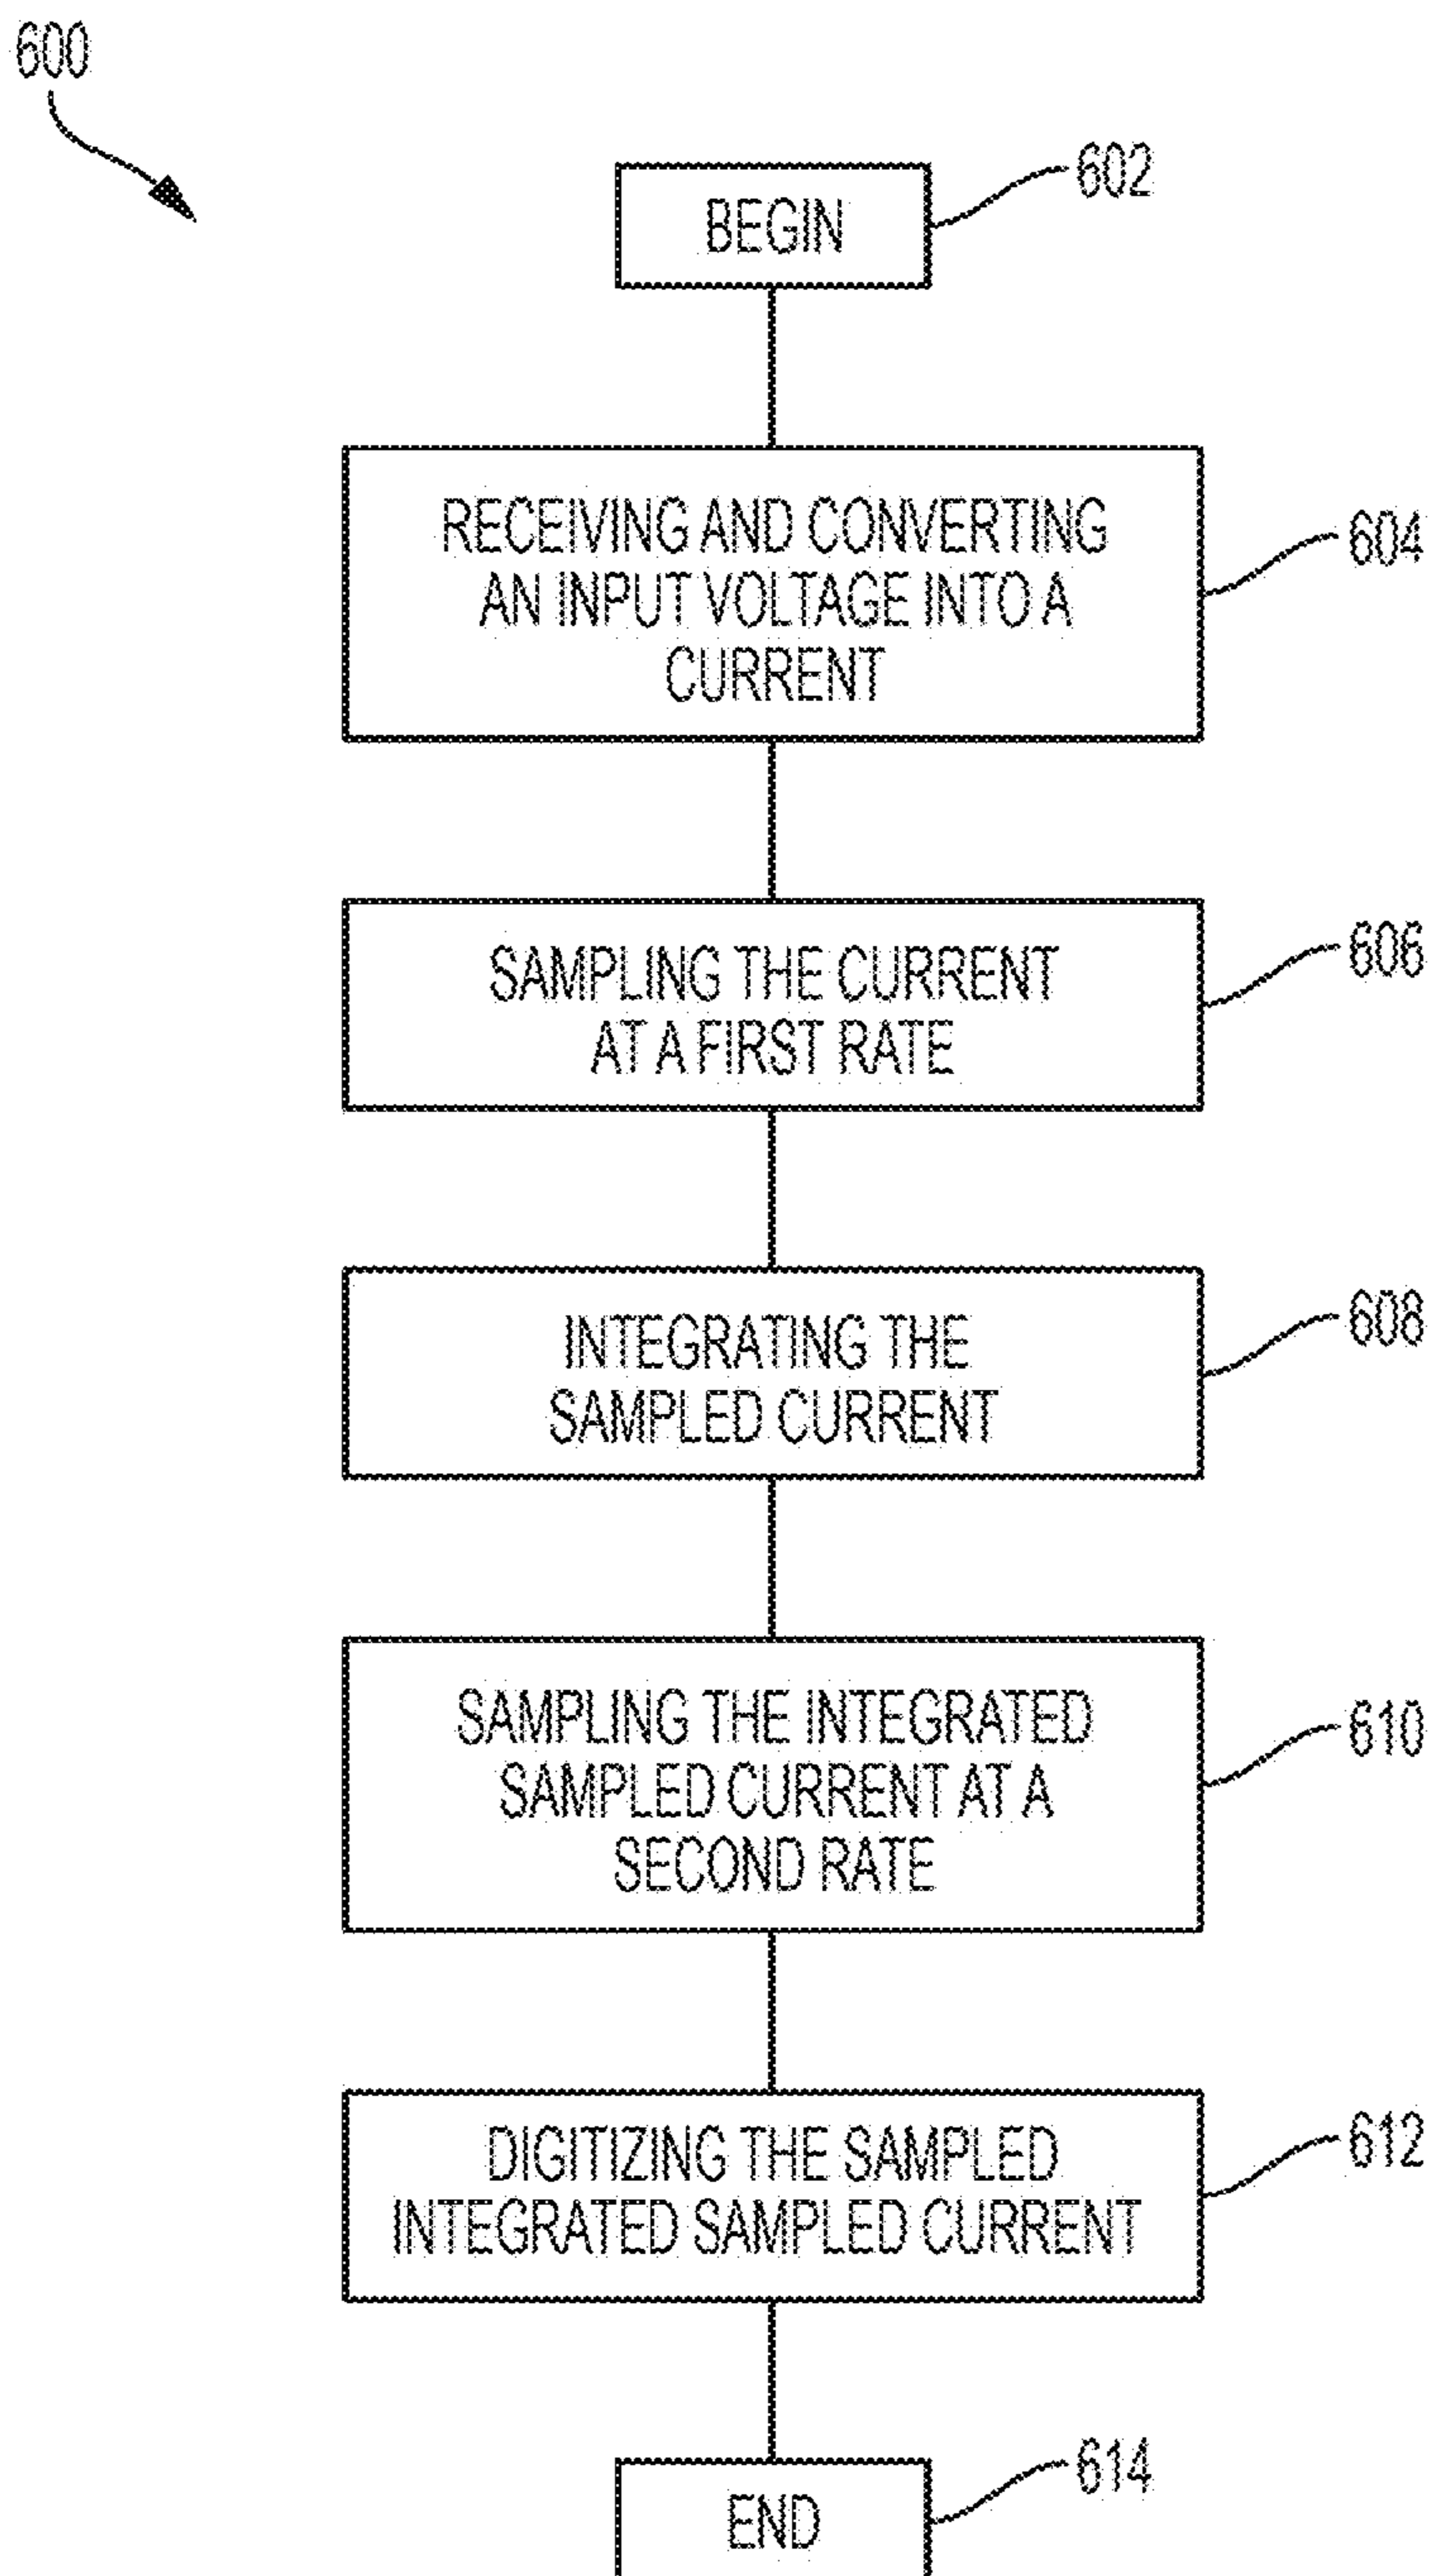 600
BEGIN
602
RECEIVING AND CONVERTING
AN INPUT VOLTAGE INTO A
CURRENT
604
SAMPLING THE CURRENT
AT A FIRST RATE
606
INTEGRATING THE
SAMPLED CURRENT
608
SAMPLING THE INTEGRATED
SAMPLED CURRENT AT A
SECOND RATE
610
DIGITIZING THE SAMPLED
INTEGRATED SAMPLED CURRENT
612
END
614